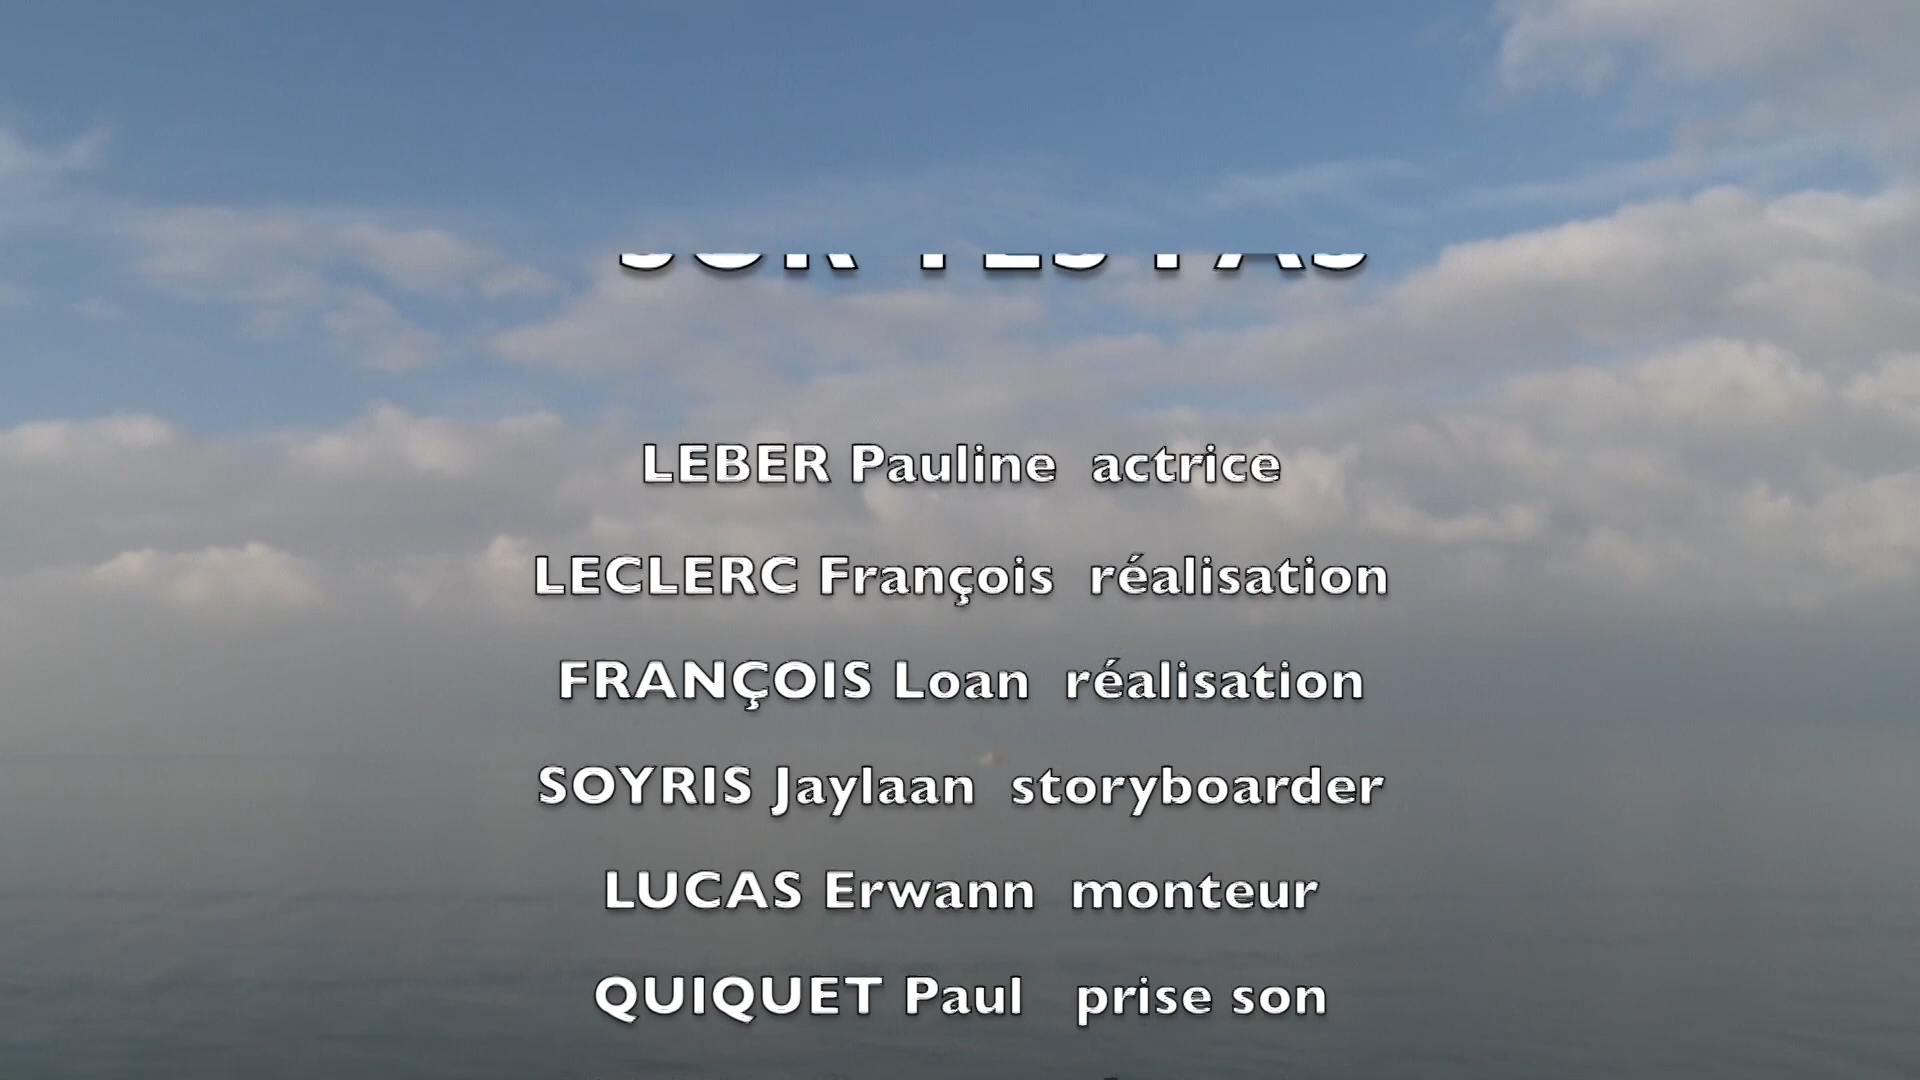 LEBER Pauline actrice
LECLERC François réalisation
FRANÇOIS Loan réalisation
SOYRIS Jaylaan storyboarder
LUCAS Erwann monteur
QUIQUET Paul prise son